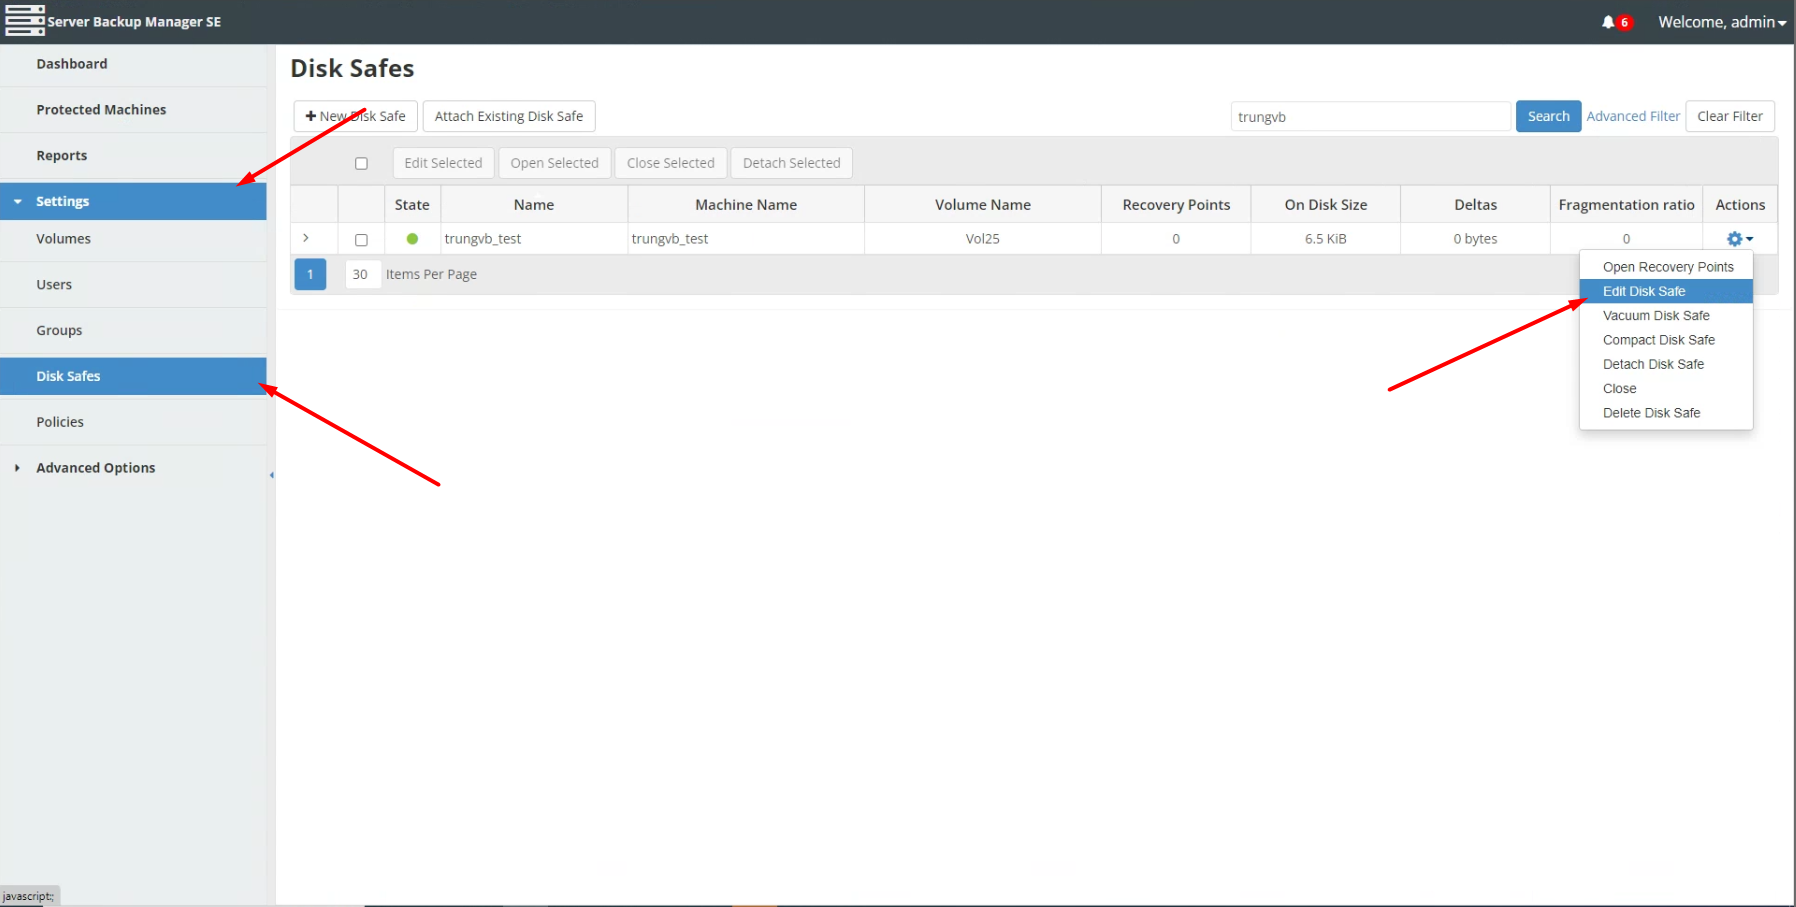 Server Backup Manager SE
6
Welcome, admin
Dashboard
Protected Machines
Reports
Settings
Volumes
Users
Groups
Disk Safes
Policies
Advanced Options
Disk Safes
New Disk Safe
Attach Existing Disk Safe
trungvb
Search
Advanced Filter
Clear Filter
Edit Selected
Open Selected
Close Selected
Detach Selected
State Name Machine Name Volume Name Recovery Points On Disk Size Deltas Fragmentation ratio Actions
trungvb_test trungvb_test Vol25 0 6.5 KiB 0 bytes 0
1 30 Items Per Page
Open Recovery Points
Edit Disk Safe
Vacuum Disk Safe
Compact Disk Safe
Detach Disk Safe
Close
Delete Disk Safe
javascript:;